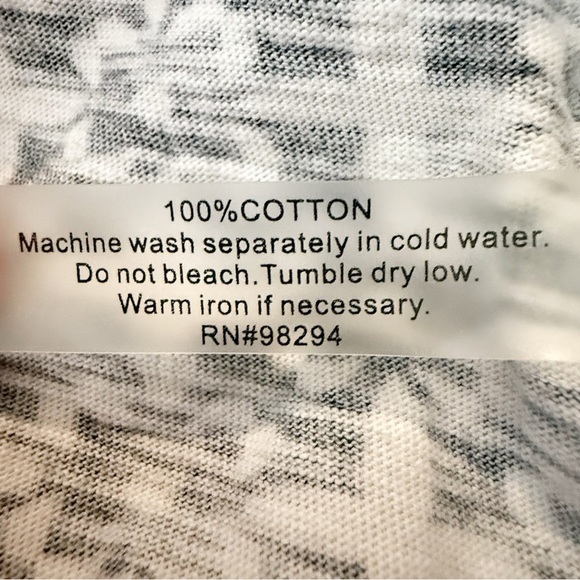 100%COTTON
Machine wash separately in cold water.
Do not bleach.Tumble dry low.
Warm iron if necessary.
RN#98294